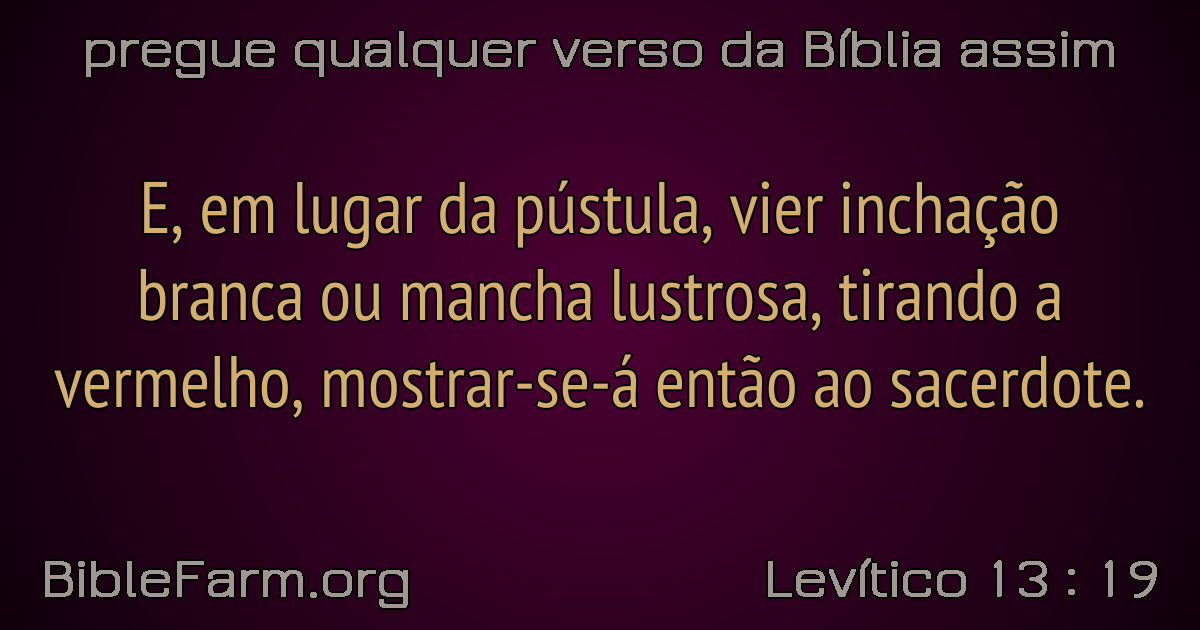 pregue qualquer verso da Bíblia assim
E, em lugar da pústula, vier inchação
branca ou mancha lustrosa, tirando a
vermelho, mostrar-se-á então ao sacerdote.
BibleFarm.org
Levítico 13 : 19